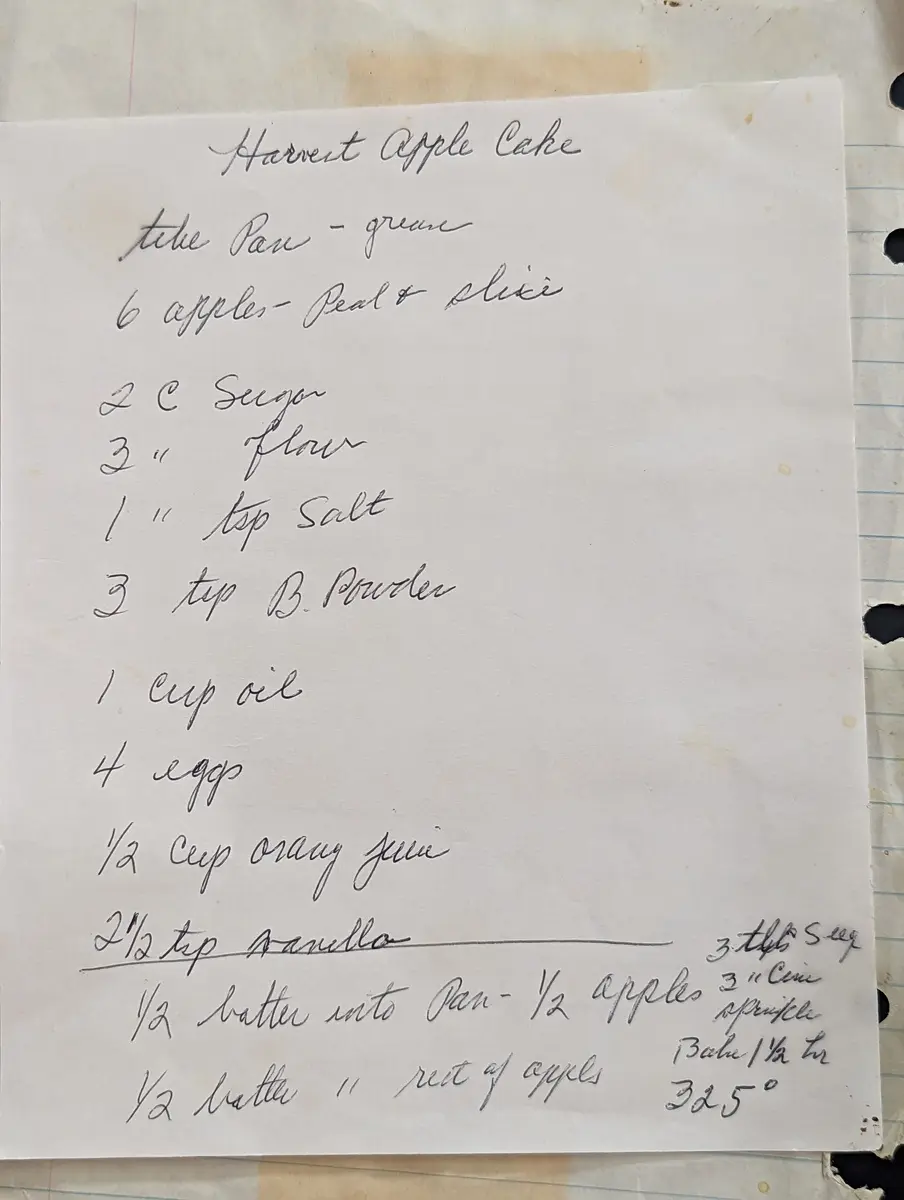 Harvest Apple Cake
tube Pan - grease
6 apples - Peal & slice
2 C Sugar
3 " flour
1 " tsp Salt
3 tsp B. Powder
1 Cup oil
4 eggs
1/2 Cup orang juice
2 1/2 tsp vanilla
1/2 batter into Pan - 1/2 apples
1/2 batter " rest of apples
3 tbls Sug
3 " Cinn
sprinkle
Bake 1 1/2 hr
325°